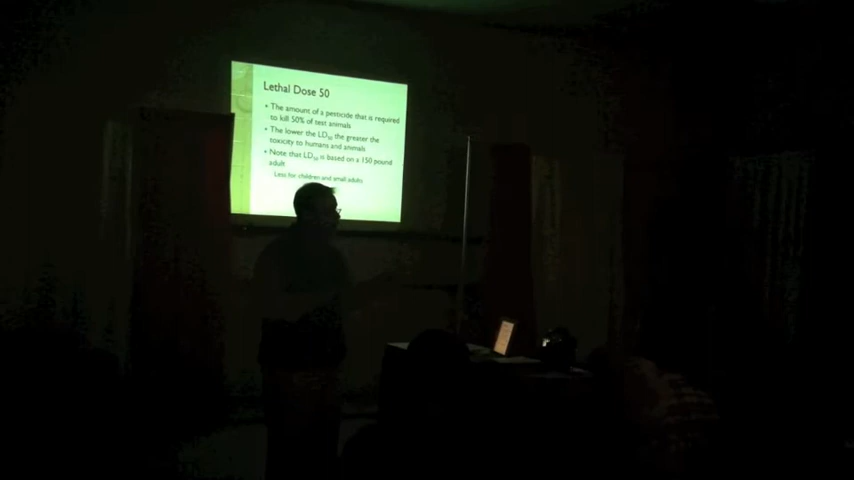 Lethal Dose 50
• The amount of a pesticide that is required
to kill 50% of test animals
• The lower the LD50 the greater the
toxicity to humans and animals
• Note that LD50 is based on a 150 pound
adult
Less for children and small adults